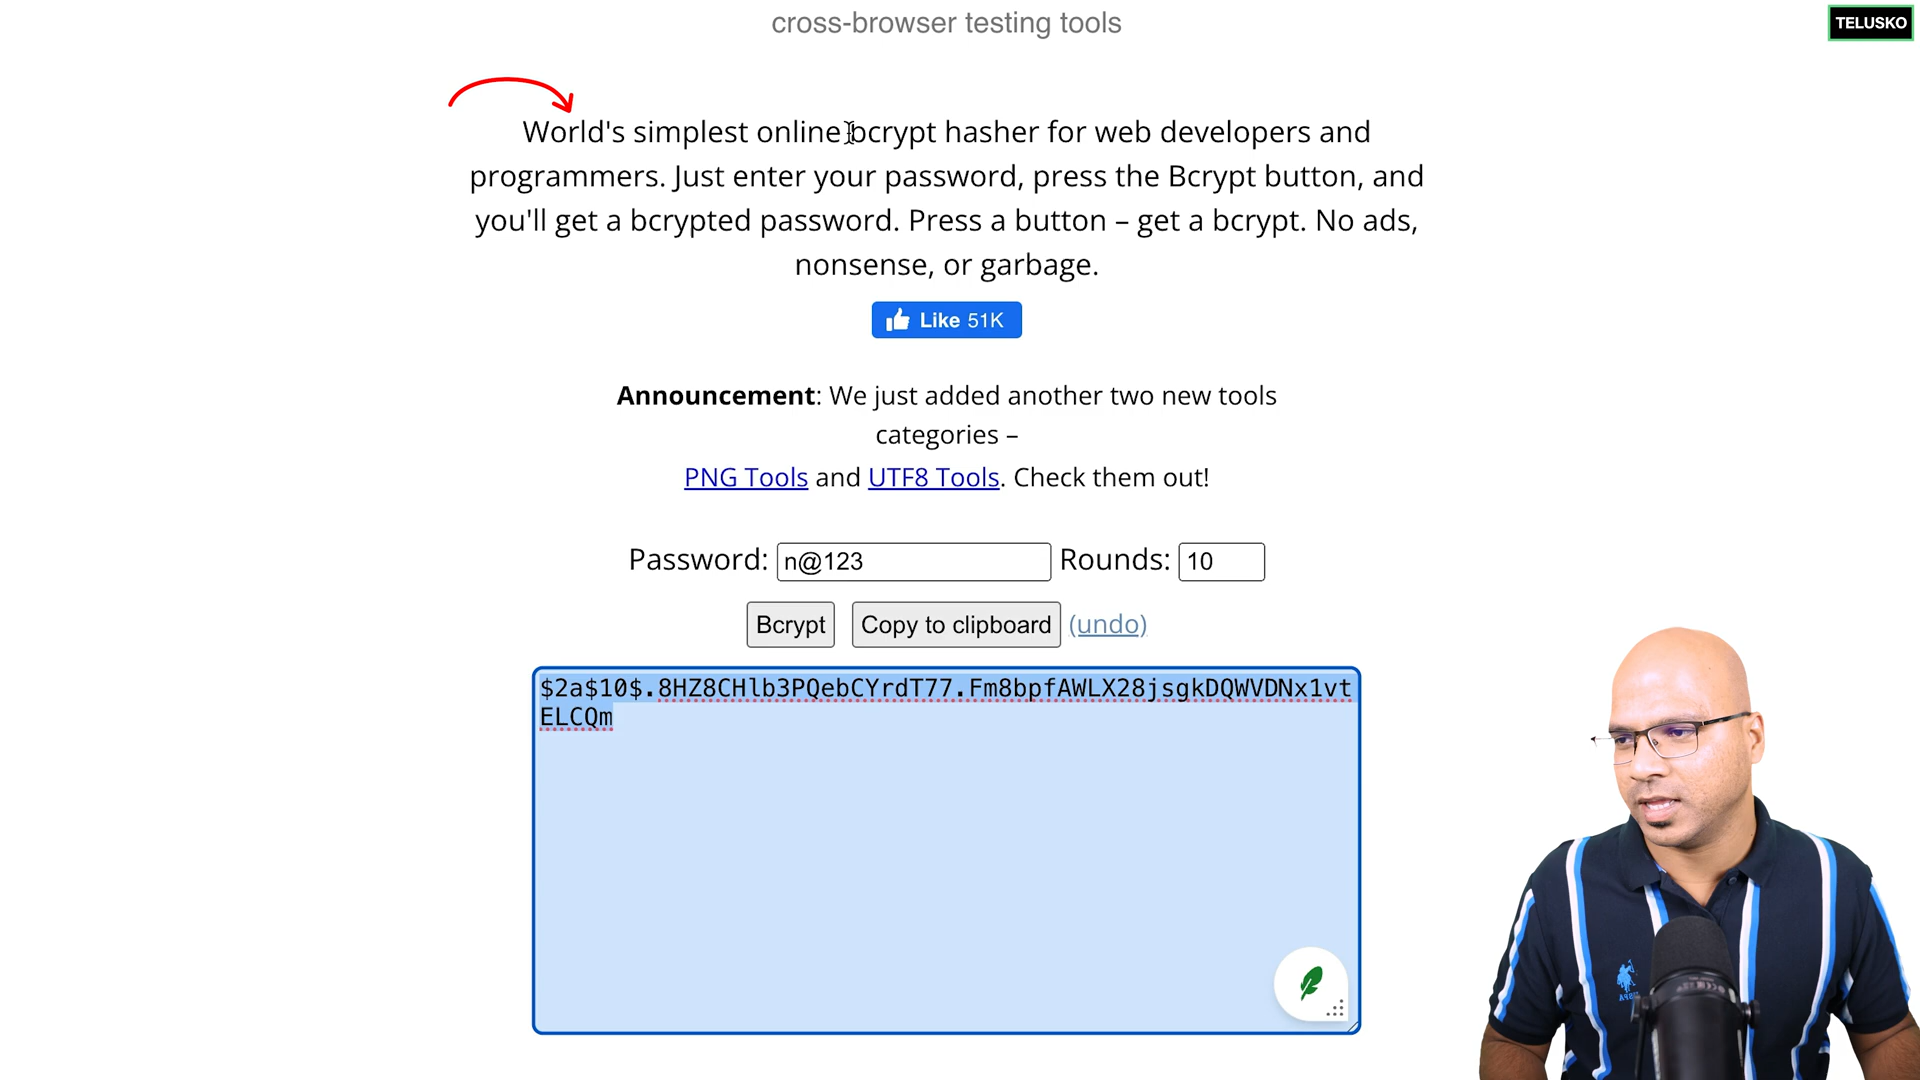 cross-browser testing tools
TELUSKO
World's simplest online bcrypt hasher for web developers and
programmers. Just enter your password, press the Bcrypt button, and
you'll get a bcrypted password. Press a button – get a bcrypt. No ads,
nonsense, or garbage.
Like 51K
Announcement: We just added another two new tools
categories –
PNG Tools and UTF8 Tools. Check them out!
Password: n@123 Rounds: 10
Bcrypt Copy to clipboard (undo)
$2a$10$.8HZ8CHlb3PQebCYrdT77.Fm8bpfAWLX28jsgkDQWVDNx1vt
ELCQm